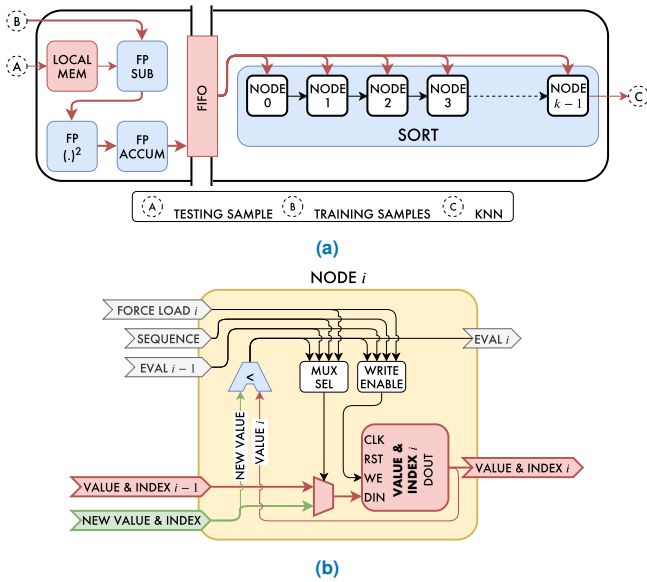 B
A
LOCAL
MEM
FP
SUB
FP
(.)²
FP
ACCUM
FIFO
NODE
0
NODE
1
NODE
2
NODE
3
NODE
k − 1
SORT
C
A TESTING SAMPLE B TRAINING SAMPLES C KNN
(a)
NODE i
FORCE LOAD i
SEQUENCE
EVAL i − 1
EVAL i
<
MUX
SEL
WRITE
ENABLE
NEW VALUE
VALUE i
CLK
RST
WE
DIN
VALUE &
INDEX i
DOUT
VALUE & INDEX i − 1
NEW VALUE & INDEX
VALUE & INDEX i
(b)